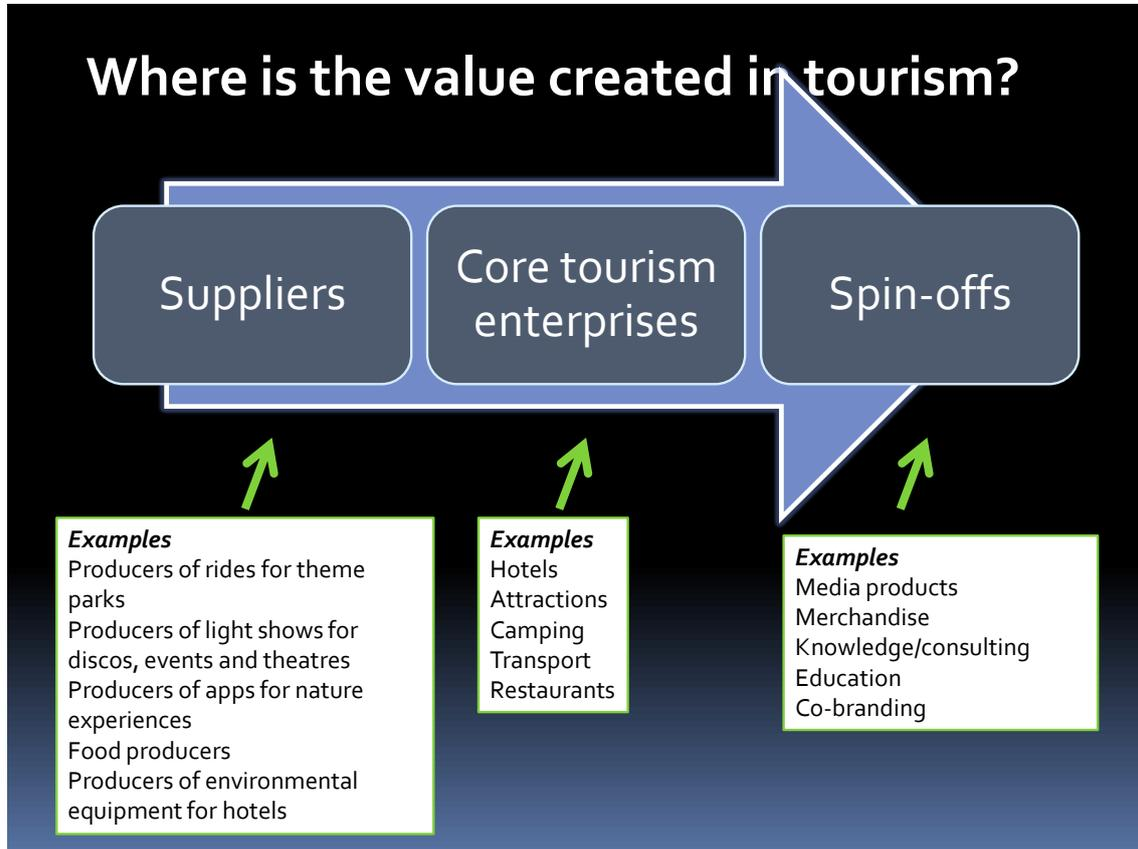 Where is the value created in tourism?
Suppliers
Core tourism
enterprises
Spin-offs
Examples
Producers of rides for theme
parks
Producers of light shows for
discos, events and theatres
Producers of apps for nature
experiences
Food producers
Producers of environmental
equipment for hotels
Examples
Hotels
Attractions
Camping
Transport
Restaurants
Examples
Media products
Merchandise
Knowledge/consulting
Education
Co-branding